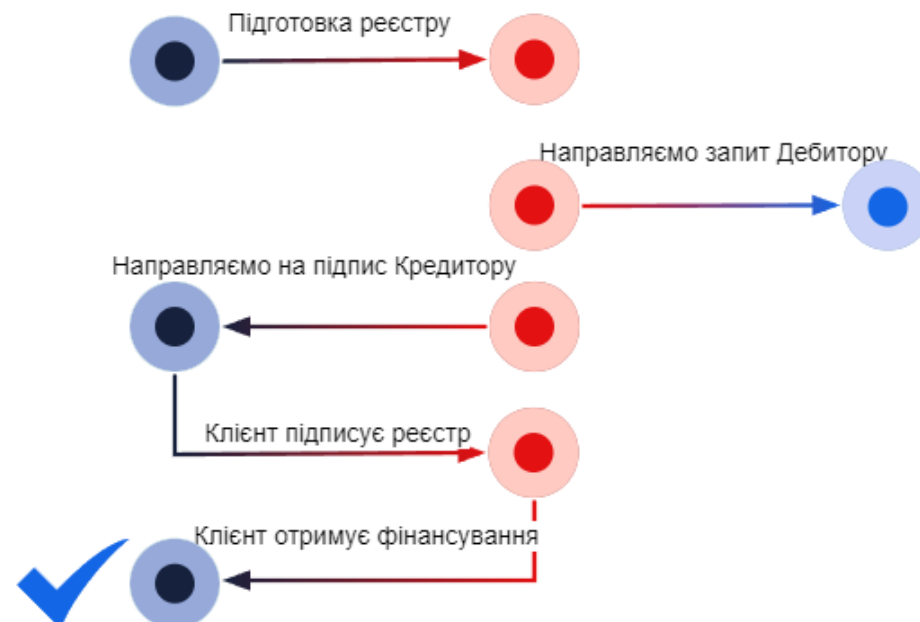 Підготовка реєстру
Направляємо запит Дебитору
Направляємо на підпис Кредитору
Клієнт підписує реєстр
Клієнт отримує фінансування